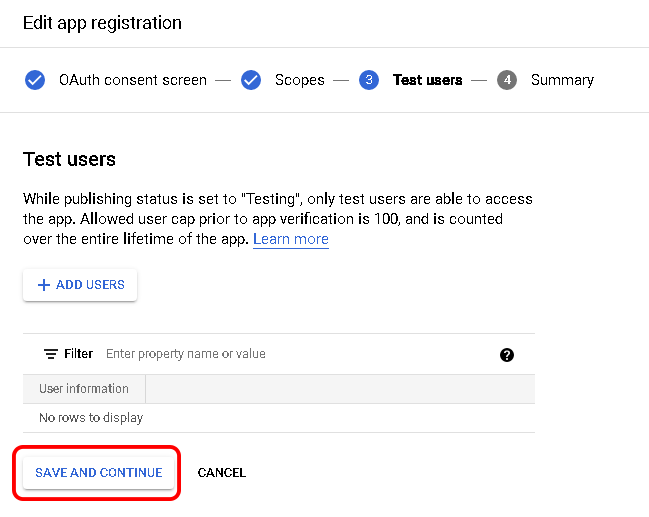 Edit app registration
OAuth consent screen — Scopes — 3 Test users — 4 Summary
Test users
While publishing status is set to "Testing", only test users are able to access
the app. Allowed user cap prior to app verification is 100, and is counted
over the entire lifetime of the app. Learn more
+ ADD USERS
Filter Enter property name or value ?
User information
No rows to display
SAVE AND CONTINUE CANCEL